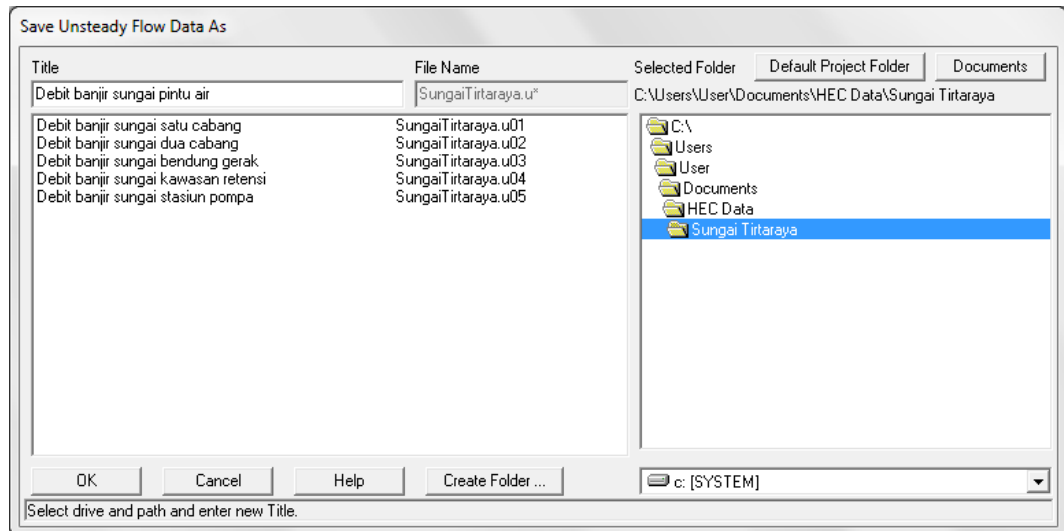 Save Unsteady Flow Data As
Title File Name Selected Folder Default Project Folder Documents
Debit banjir sungai pintu air SungaiTirtaraya.u* C:\Users\User\Documents\HEC Data\Sungai Tirtaraya
Debit banjir sungai satu cabang SungaiTirtaraya.u01
Debit banjir sungai dua cabang SungaiTirtaraya.u02
Debit banjir sungai bendung gerak SungaiTirtaraya.u03
Debit banjir sungai kawasan retensi SungaiTirtaraya.u04
Debit banjir sungai stasiun pompa SungaiTirtaraya.u05
C:\
Users
User
Documents
HEC Data
Sungai Tirtaraya
OK Cancel Help Create Folder ... c: [SYSTEM]
Select drive and path and enter new Title.